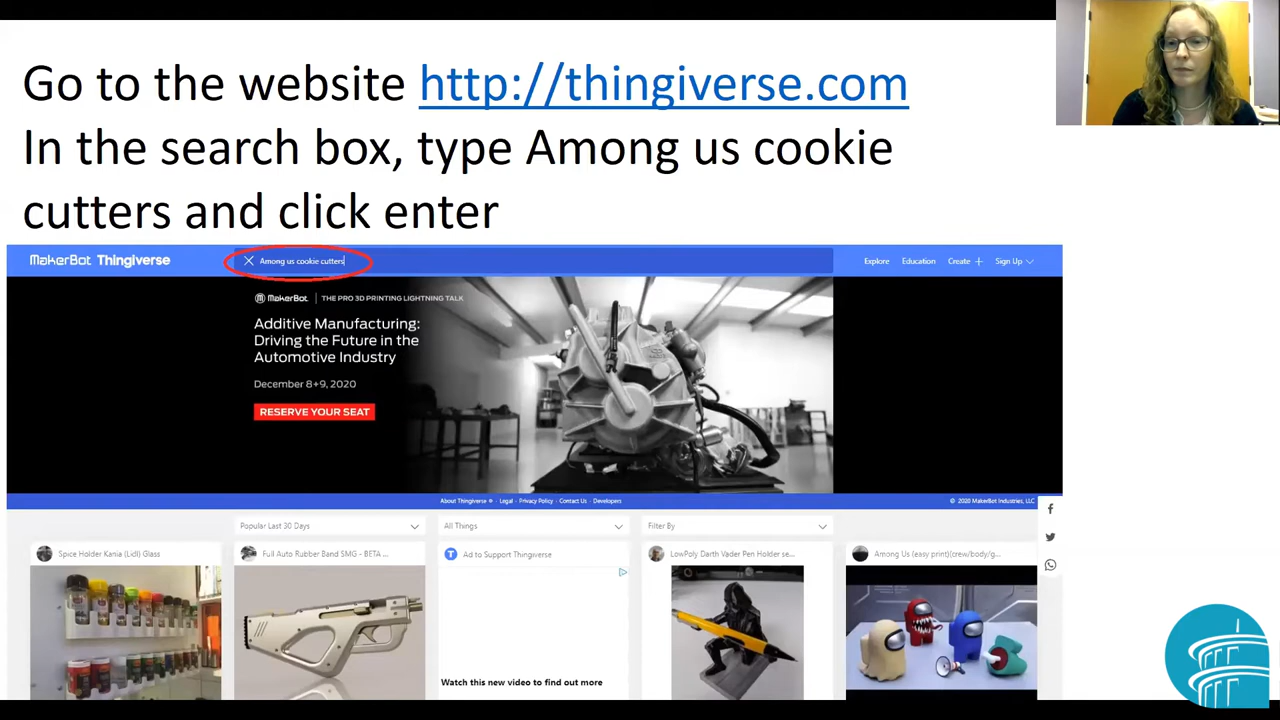 Go to the website http://thingiverse.com
In the search box, type Among us cookie
cutters and click enter
MakerBot Thingiverse
Among us cookie cutters
Explore
Education
Create +
Sign Up
MakerBot | THE PRO 3D PRINTING LIGHTNING TALK
Additive Manufacturing:
Driving the Future in the
Automotive Industry
December 8+9, 2020
RESERVE YOUR SEAT
About Thingiverse ® · Legal · Privacy Policy · Contact Us · Developers
© 2020 MakerBot Industries, LLC
Popular Last 30 Days
All Things
Filter By
Spice Holder Kania (Lidl) Glass
Full Auto Rubber Band SMG - BETA ...
Ad to Support Thingiverse
LowPoly Darth Vader Pen Holder se...
Among Us (easy print)(crew/body/g...
Watch this new video to find out more